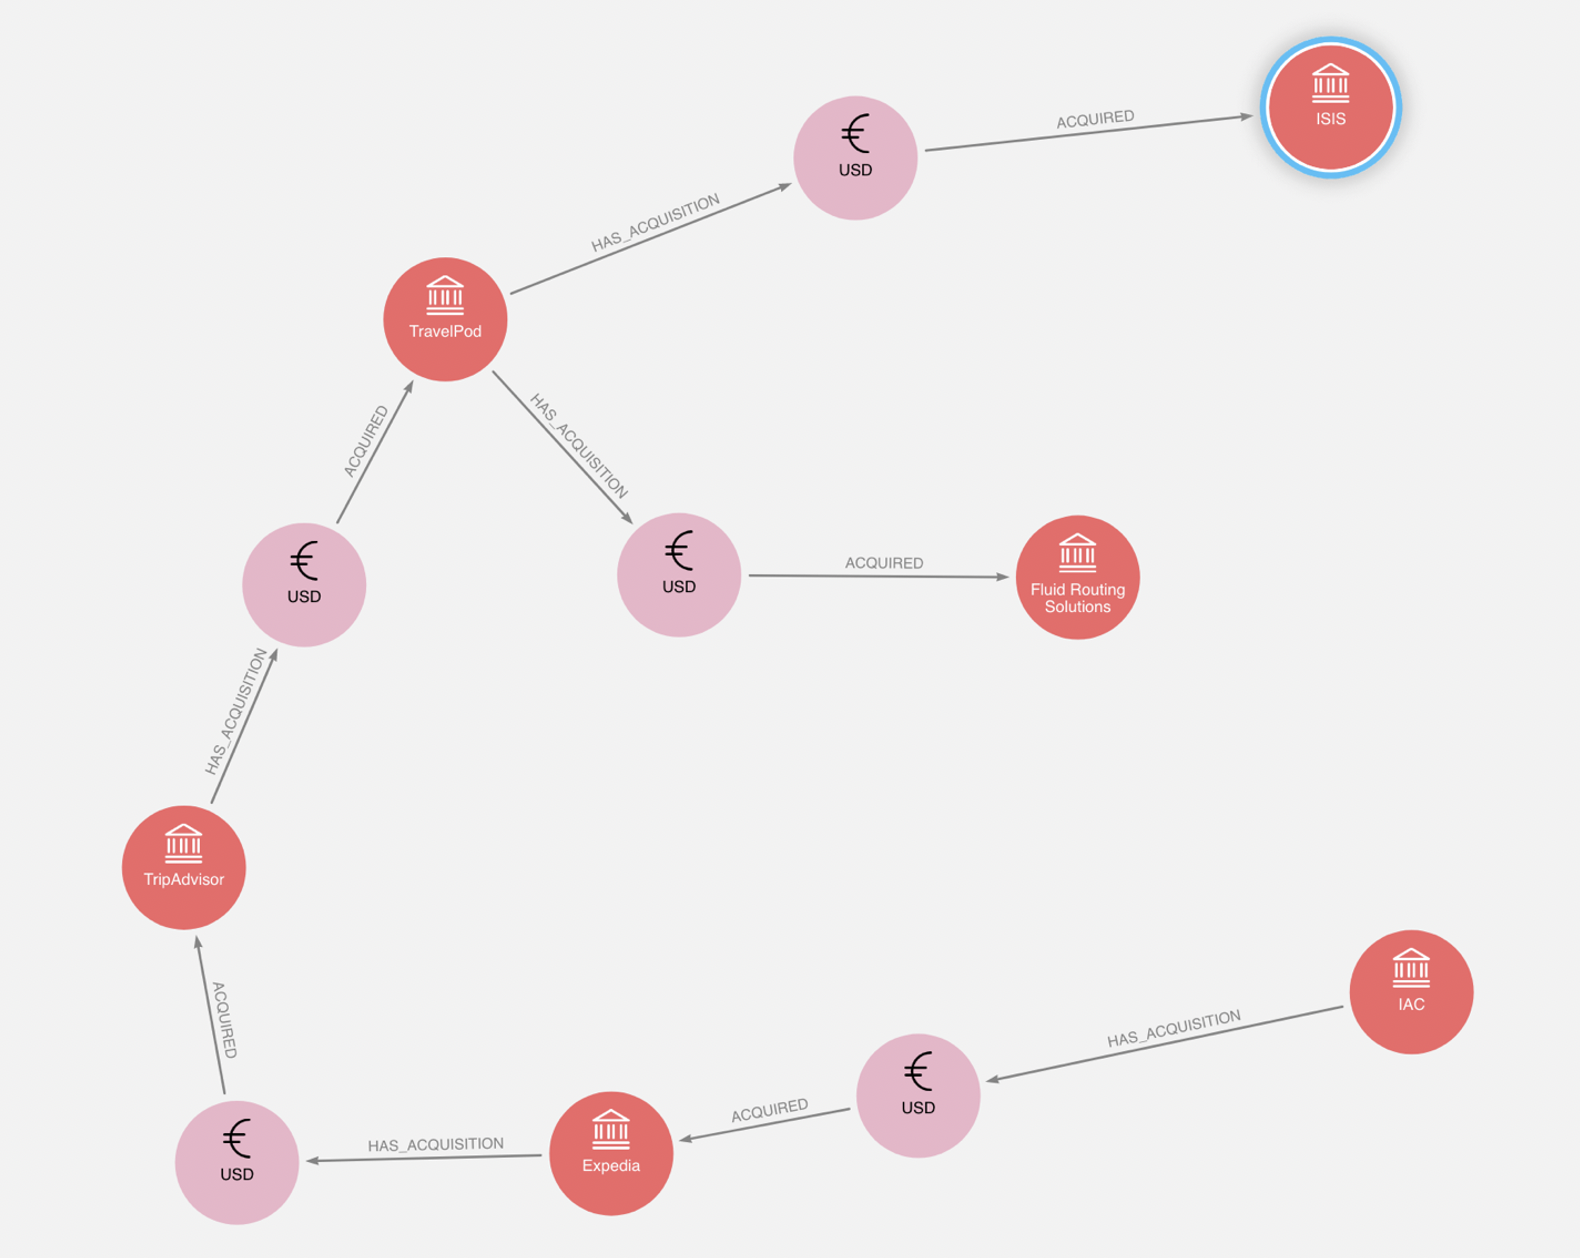 ISIS
ACQUIRED
€
USD
HAS_ACQUISITION
TravelPod
ACQUIRED
HAS_ACQUISITION
€
USD
€
USD
ACQUIRED
Fluid Routing
Solutions
HAS_ACQUISITION
TripAdvisor
ACQUIRED
IAC
HAS_ACQUISITION
€
USD
ACQUIRED
Expedia
HAS_ACQUISITION
€
USD